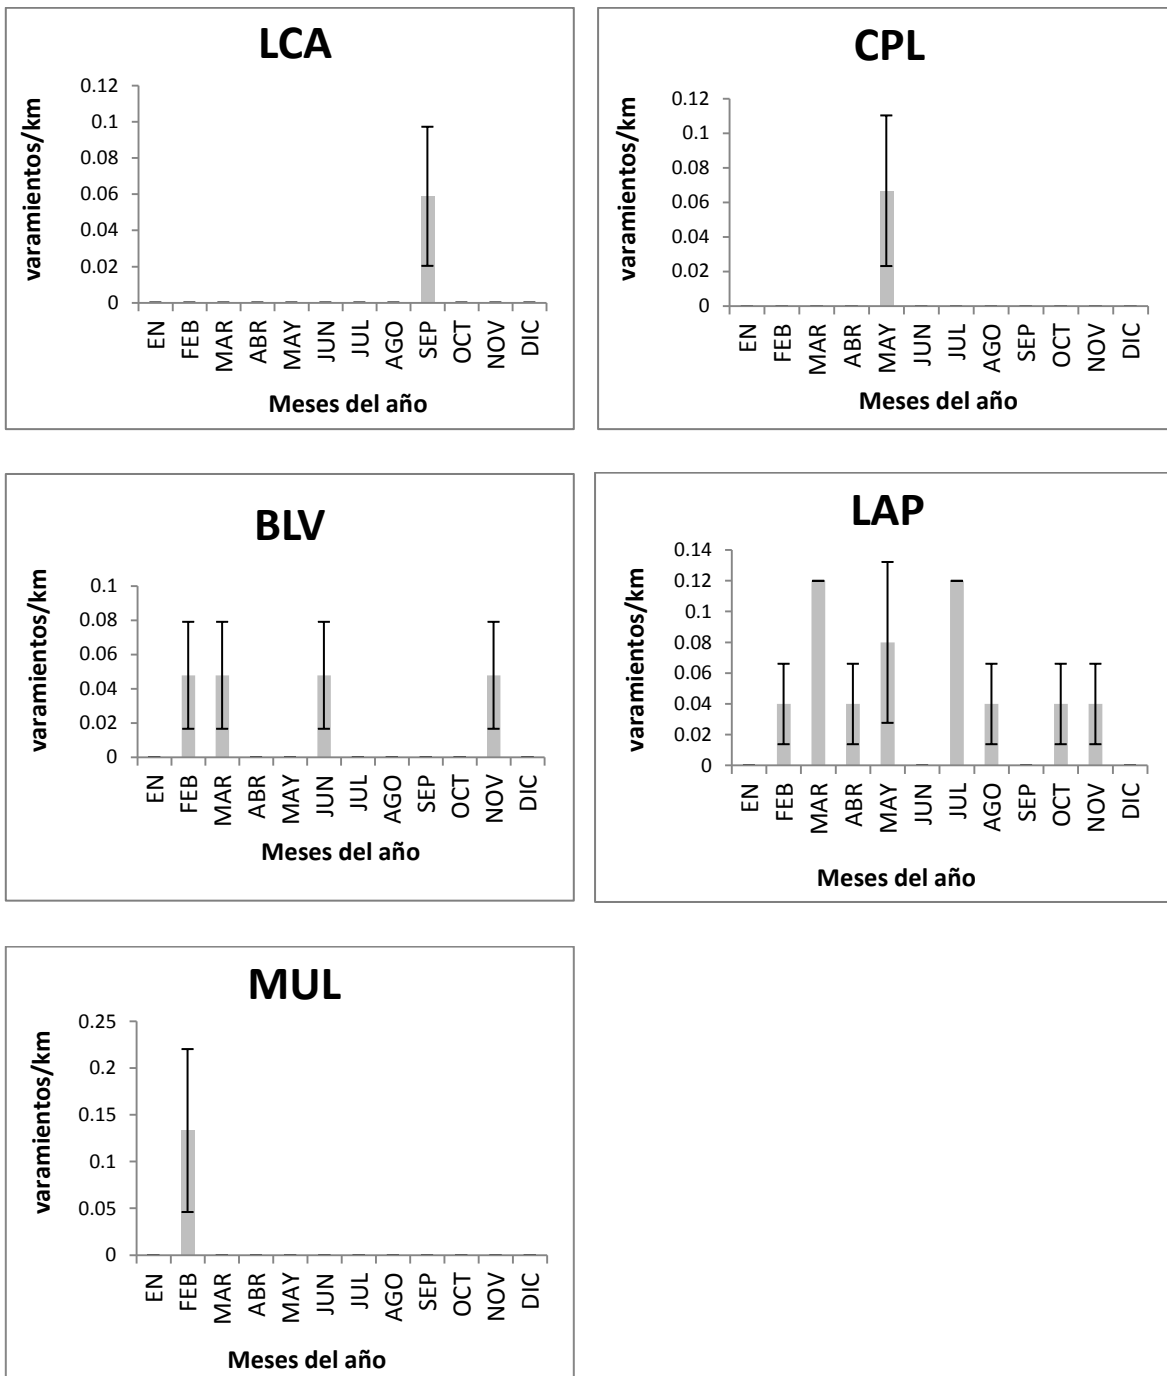 LCA
varamientos/km
0.12
0.1
0.08
0.06
0.04
0.02
0
EN FEB MAR ABR MAY JUN JUL AGO SEP OCT NOV DIC
Meses del año
CPL
varamientos/km
0.12
0.1
0.08
0.06
0.04
0.02
0
EN FEB MAR ABR MAY JUN JUL AGO SEP OCT NOV DIC
Meses del año
BLV
varamientos/km
0.1
0.08
0.06
0.04
0.02
0
EN FEB MAR ABR MAY JUN JUL AGO SEP OCT NOV DIC
Meses del año
LAP
varamientos/km
0.14
0.12
0.1
0.08
0.06
0.04
0.02
0
EN FEB MAR ABR MAY JUN JUL AGO SEP OCT NOV DIC
Meses del año
MUL
varamientos/km
0.25
0.2
0.15
0.1
0.05
0
EN FEB MAR ABR MAY JUN JUL AGO SEP OCT NOV DIC
Meses del año